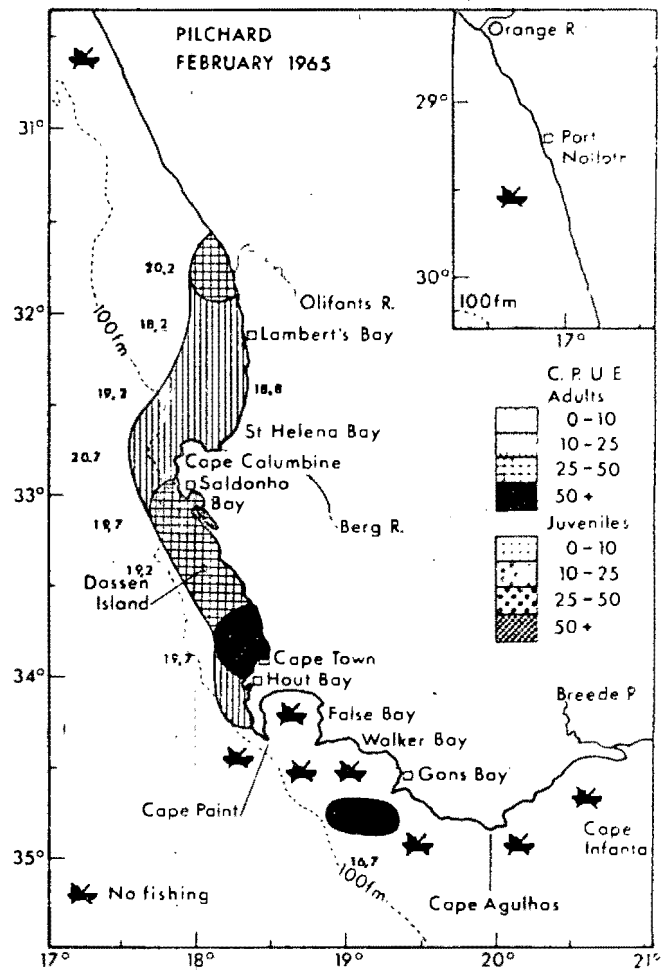 PILCHARD
FEBRUARY 1965
Orange R
29°
Port
Nolloth
30°
100fm
17°
31°
20,2
Olifants R.
32°
18,2
100fm
Lambert's Bay
19,2
18,8
St Helena Bay
20,7
Cape Columbine
Saldanha
Bay
33°
19,7
Berg R.
19,2
Dassen
Island
19,7
Cape Town
34°
Hout Bay
False Bay
Walker Bay
Breede R
Gans Bay
Cape Point
Cape
Infanta
35°
16,7
100fm
Cape Agulhas
No fishing
C. P. U E
Adults
0-10
10-25
25-50
50+
Juveniles
0-10
10-25
25-50
50+
17° 18° 19° 20° 21°